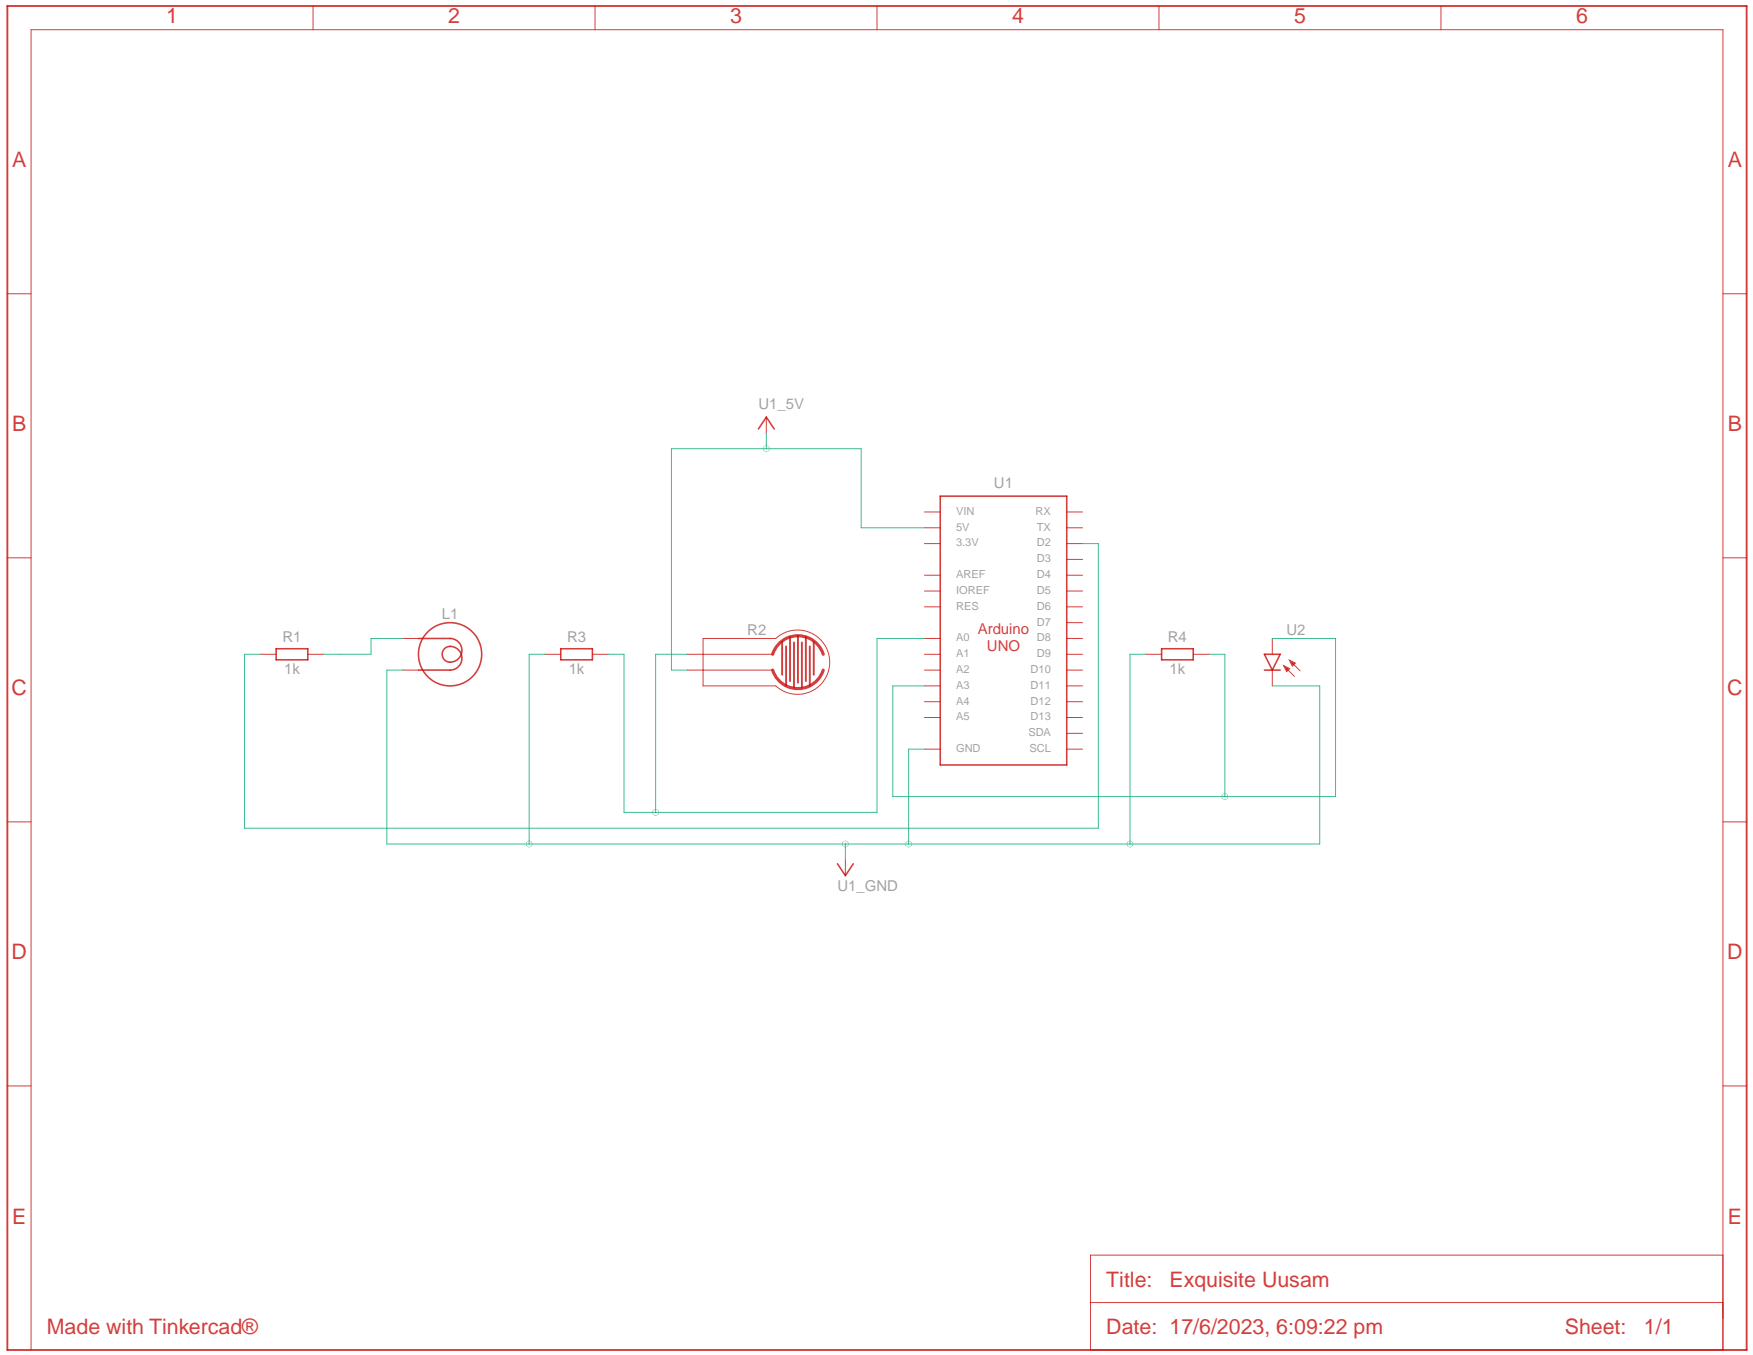 1 2 3 4 5 6
A A
U1_5V
B B
U1
VIN RX
5V TX
3.3V D2
D3
AREF D4
IOREF D5
RES D6
D7
L1
R1 R3 R2 A0 Arduino D8 R4 U2
UNO
A1 D9
1k 1k A2 D10 1k
C A3 D11 C
A4 D12
A5 D13
SDA
GND SCL
U1_GND
D D
E E
Title: Exquisite Uusam
Made with Tinkercad® Date: 17/6/2023, 6:09:22 pm Sheet: 1/1